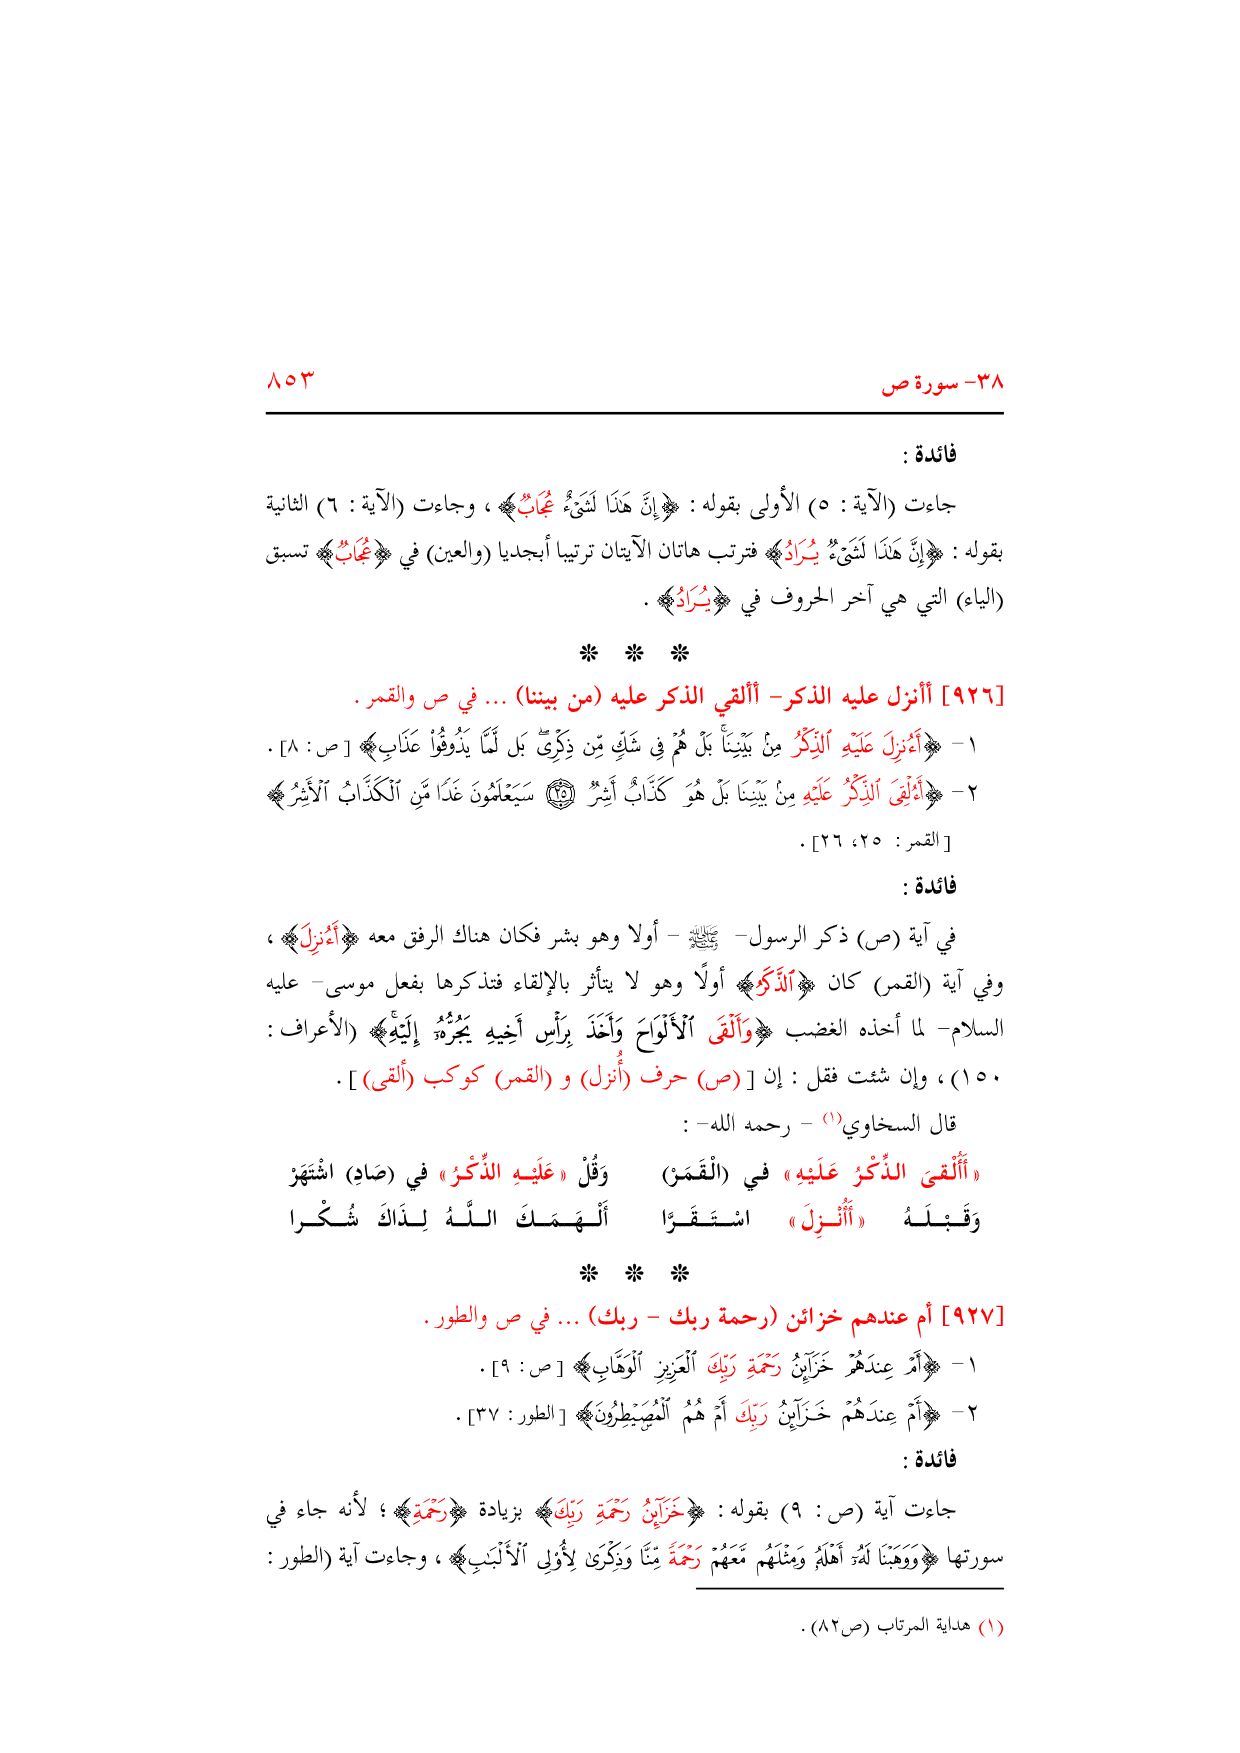 ٣٨- سورة ص ٨٥٣
فائدة :
جاءت (الآية : ٥) الأولى بقوله : ﴿إِنَّ هَٰذَا لَشَىْءٌ عُجَابٌ﴾ ، وجاءت (الآية : ٦) الثانية
بقوله : ﴿إِنَّ هَٰذَا لَشَىْءٌ يُرَادُ﴾ فترتب هاتان الآيتان ترتيبا أبجديا (والعين) في ﴿عُجَابٌ﴾ تسبق
(الياء) التي هي آخر الحروف في ﴿يُرَادُ﴾ .
❊ ❊ ❊
[٩٢٦] أأنزل عليه الذكر- أألقي الذكر عليه (من بيننا) ... في ص والقمر .
١- ﴿أَءُنزِلَ عَلَيْهِ ٱلذِّكْرُ مِنۢ بَيْنِنَاۚ بَلْ هُمْ فِى شَكٍّ مِّن ذِكْرِىۖ بَل لَّمَّا يَذُوقُوا۟ عَذَابِ﴾ [ص : ٨].
٢- ﴿أَءُلْقِىَ ٱلذِّكْرُ عَلَيْهِ مِنۢ بَيْنِنَا بَلْ هُوَ كَذَّابٌ أَشِرٌ ۝٢٥ سَيَعْلَمُونَ غَدًا مَّنِ ٱلْكَذَّابُ ٱلْأَشِرُ﴾
[القمر : ٢٥، ٢٦] .
فائدة :
في آية (ص) ذكر الرسول- ﷺ - أولا وهو بشر فكان هناك الرفق معه ﴿أَءُنزِلَ﴾ ،
وفي آية (القمر) كان ﴿ٱلذِّكْرُ﴾ أولًا وهو لا يتأثر بالإلقاء فتذكرها بفعل موسى- عليه
السلام- لما أخذه الغضب ﴿وَأَلْقَى ٱلْأَلْوَاحَ وَأَخَذَ بِرَأْسِ أَخِيهِ يَجُرُّهُۥٓ إِلَيْهِۚ﴾ (الأعراف :
١٥٠) ، وإن شئت فقل : إن [(ص) حرف (أُنزل) و (القمر) كوكب (ألقى)] .
قال السخاوي(١) - رحمه الله- :
«أَأُلْقِىَ الذِّكْرُ عَلَيْهِ» فِي (الْقَمَرْ) وَقُلْ «عَلَيْهِ الذِّكْرُ» فِي (صَادِ) اشْتَهَرْ
وَقَبْلَهُ «أَأُنْزِلَ» اسْتَقَرَّا أَلْهَمَكَ اللَّهُ لِذَاكَ شُكْرا
❊ ❊ ❊
[٩٢٧] أم عندهم خزائن (رحمة ربك - ربك) ... في ص والطور .
١- ﴿أَمْ عِندَهُمْ خَزَآئِنُ رَحْمَةِ رَبِّكَ ٱلْعَزِيزِ ٱلْوَهَّابِ﴾ [ص : ٩] .
٢- ﴿أَمْ عِندَهُمْ خَزَآئِنُ رَبِّكَ أَمْ هُمُ ٱلْمُصَۣيْطِرُونَ﴾ [الطور : ٣٧] .
فائدة :
جاءت آية (ص : ٩) بقوله : ﴿خَزَآئِنُ رَحْمَةِ رَبِّكَ﴾ بزيادة ﴿رَحْمَةِ﴾ ؛ لأنه جاء في
سورتها ﴿وَوَهَبْنَا لَهُۥٓ أَهْلَهُۥ وَمِثْلَهُم مَّعَهُمْ رَحْمَةً مِّنَّا وَذِكْرَىٰ لِأُو۟لِى ٱلْأَلْبَٰبِ﴾ ، وجاءت آية (الطور :
(١) هداية المرتاب (ص٨٢) .